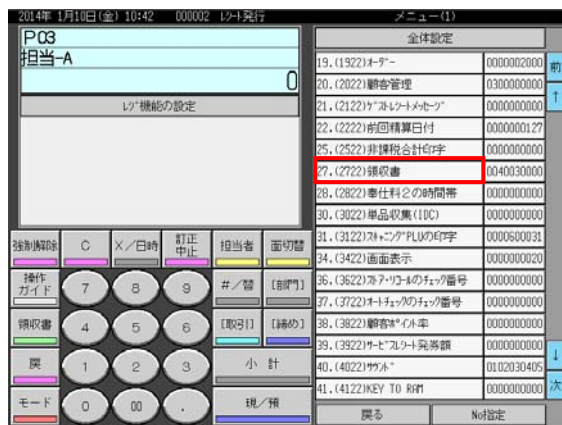 2014年 1月10日(金) 10:42 000002 レシート発行
メニュー(1)
P03
担当-A
0
レジ機能の設定
全体設定
19.(1922)オーダー 0000002000
20.(2022)顧客管理 0300000000
21.(2122)ゲストレシートメッセージ 0000000000
22.(2222)前回精算日付 0000000127
25.(2522)非課税合計印字 0000000000
27.(2722)領収書 0040030000
28.(2822)奉仕料2の時間帯 0000000000
30.(3022)単品収集(IDC) 0000000000
31.(3122)スキャニングPLUの印字 0000600031
34.(3422)画面表示 0000000020
36.(3622)ストア・リコールのチェック番号 0000000000
37.(3722)オートチェックのチェック番号 0000000000
38.(3822)顧客ポイント率 0000000000
39.(3922)サービスレシート発券額 0000000000
40.(4022)サウンド 0102030405
41.(4122)KEY TO RAM 0000000000
前
↑
↓
次
戻る No指定
強制解除 C ×/日時 訂正中止 担当者 面切替
操作ガイド 7 8 9 #/替 [部門]
領収書 4 5 6 [取引] [締め]
戻 1 2 3 小 計
モード 0 00 . 現/預